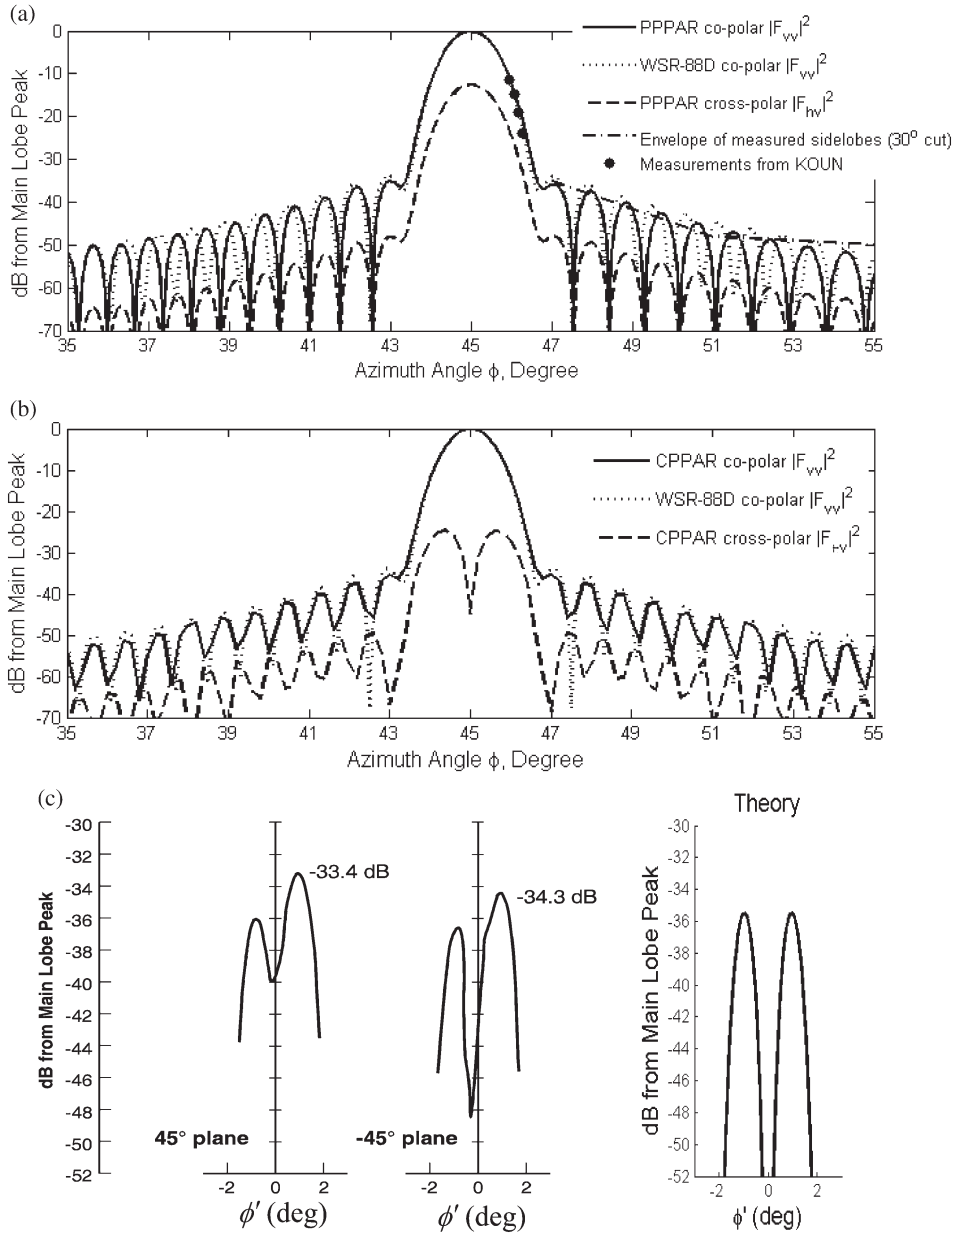 (a)
PPPAR co-polar |F_vv|²
WSR-88D co-polar |F_vv|²
PPPAR cross-polar |F_hv|²
Envelope of measured sidelobes (30° cut)
Measurements from KOUN
dB from Main Lobe Peak
0
-10
-20
-30
-40
-50
-60
-70
35 37 39 41 43 45 47 49 51 53 55
Azimuth Angle ϕ, Degree
(b)
CPPAR co-polar |F_vv|²
WSR-88D co-polar |F_vv|²
CPPAR cross-polar |F |²
dB from Main Lobe Peak
0
-10
-20
-30
-40
-50
-60
-70
35 37 39 41 43 45 47 49 51 53 55
Azimuth Angle ϕ, Degree
(c)
dB from Main Lobe Peak
-30
-32
-34
-36
-38
-40
-42
-44
-46
-48
-50
-52
-33.4 dB
45° plane
-2 0 2
ϕ′ (deg)
-34.3 dB
-45° plane
-2 0 2
ϕ′ (deg)
Theory
dB from Main Lobe Peak
-30
-32
-34
-36
-38
-40
-42
-44
-46
-48
-50
-52
-2 0 2
ϕ' (deg)